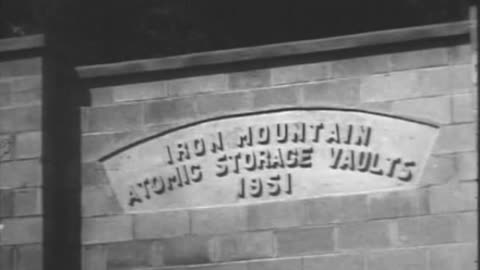 IRON MOUNTAIN
ATOMIC STORAGE VAULTS
1951